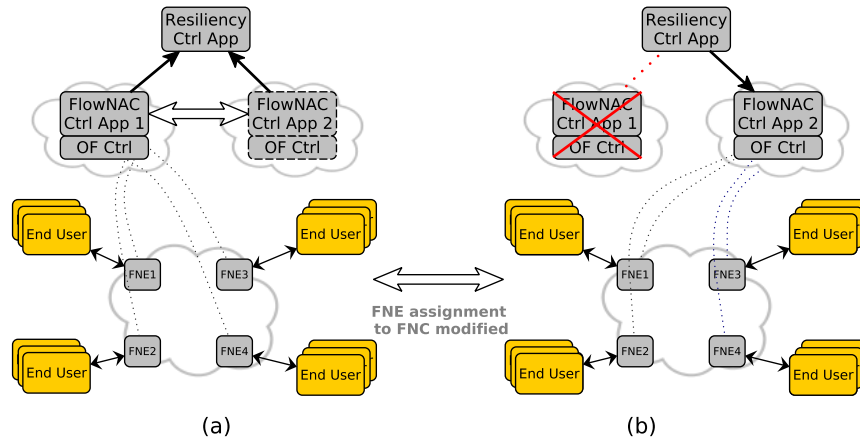 Resiliency
Ctrl App
FlowNAC
Ctrl App 1
OF Ctrl
FlowNAC
Ctrl App 2
OF Ctrl
End User
End User
FNE1
FNE3
FNE2
FNE4
End User
End User
(a)
FNE assignment
to FNC modified
Resiliency
Ctrl App
FlowNAC
Ctrl App 1
OF Ctrl
FlowNAC
Ctrl App 2
OF Ctrl
End User
End User
FNE1
FNE3
FNE2
FNE4
End User
End User
(b)